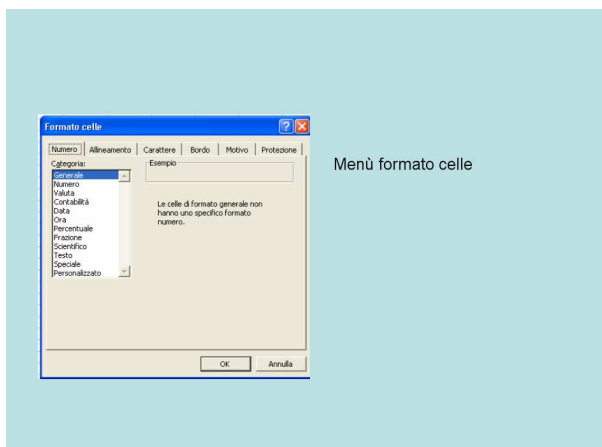 Formato celle
Numero Allineamento Carattere Bordo Motivo Protezione
Categoria:
Esempio
Generale
Numero
Valuta
Contabilità
Data
Ora
Percentuale
Frazione
Scientifico
Testo
Speciale
Personalizzato
Le celle di formato generale non
hanno uno specifico formato
numero.
OK Annulla
Menù formato celle